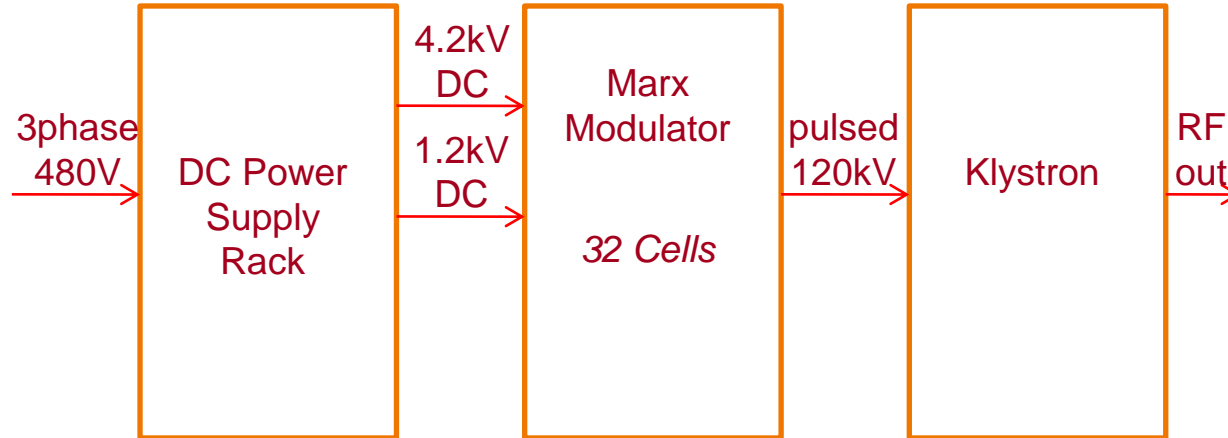 3phase
480V
DC Power
Supply
Rack
4.2kV
DC
1.2kV
DC
Marx
Modulator
32 Cells
pulsed
120kV
Klystron
RF
out